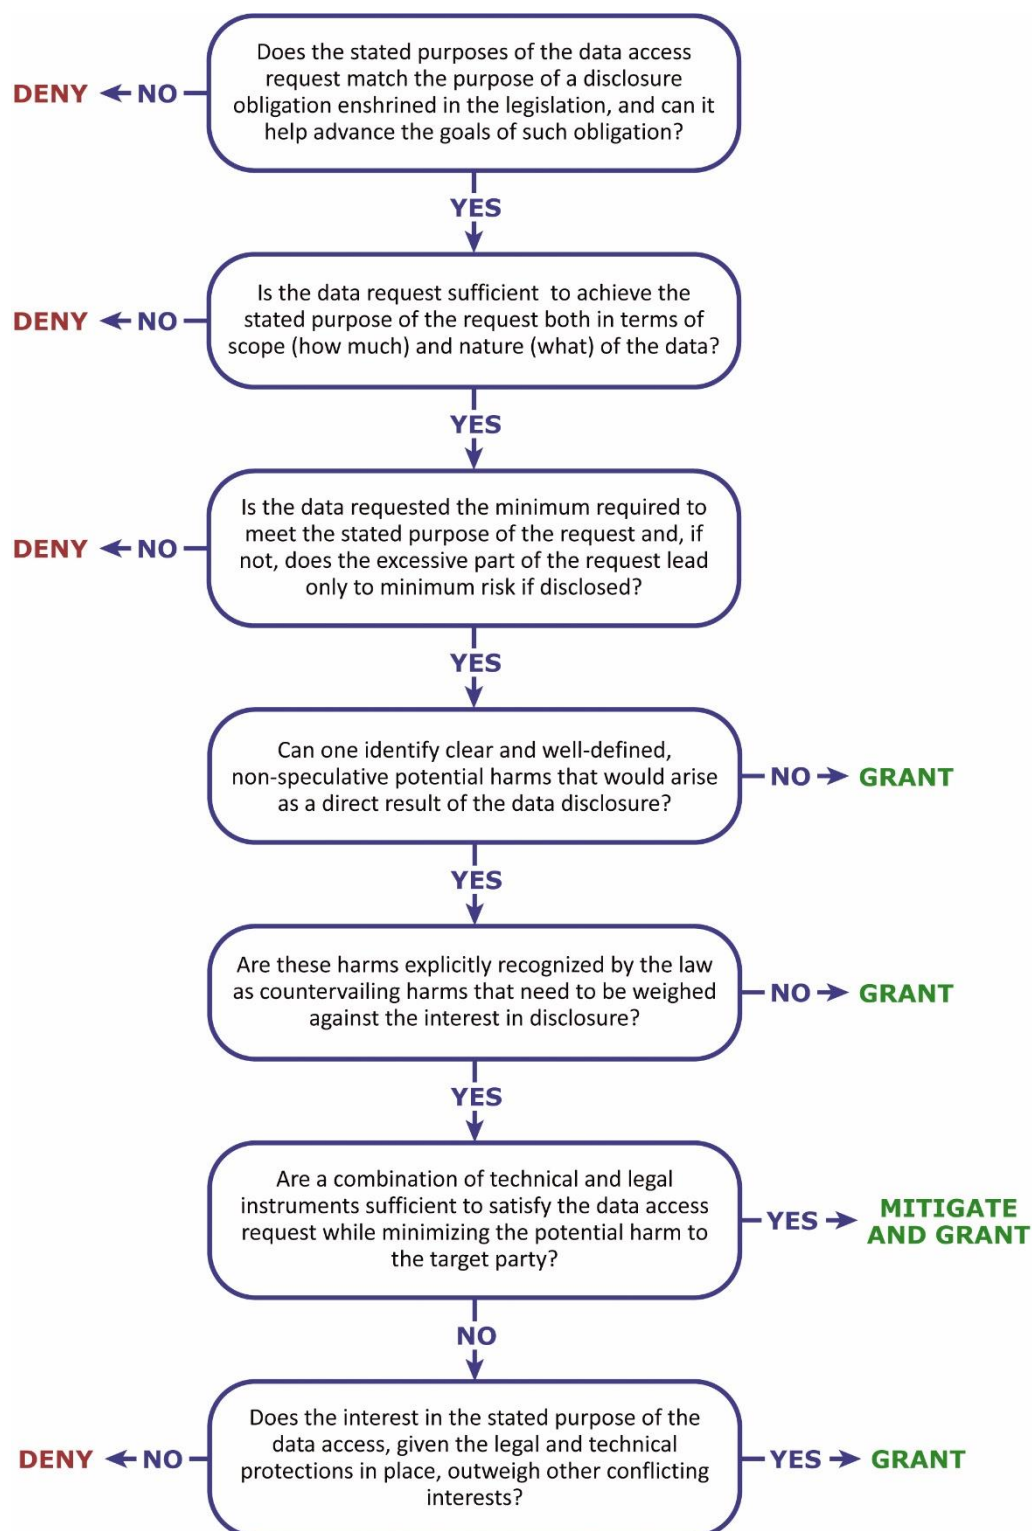 Does the stated purposes of the data access
request match the purpose of a disclosure
obligation enshrined in the legislation, and can it
help advance the goals of such obligation?
DENY
NO
YES
Is the data request sufficient to achieve the
stated purpose of the request both in terms of
scope (how much) and nature (what) of the data?
DENY
NO
YES
Is the data requested the minimum required to
meet the stated purpose of the request and, if
not, does the excessive part of the request lead
only to minimum risk if disclosed?
DENY
NO
YES
Can one identify clear and well-defined,
non-speculative potential harms that would arise
as a direct result of the data disclosure?
NO
GRANT
YES
Are these harms explicitly recognized by the law
as countervailing harms that need to be weighed
against the interest in disclosure?
NO
GRANT
YES
Are a combination of technical and legal
instruments sufficient to satisfy the data access
request while minimizing the potential harm to
the target party?
YES
MITIGATE
AND GRANT
NO
Does the interest in the stated purpose of the
data access, given the legal and technical
protections in place, outweigh other conflicting
interests?
DENY
NO
YES
GRANT